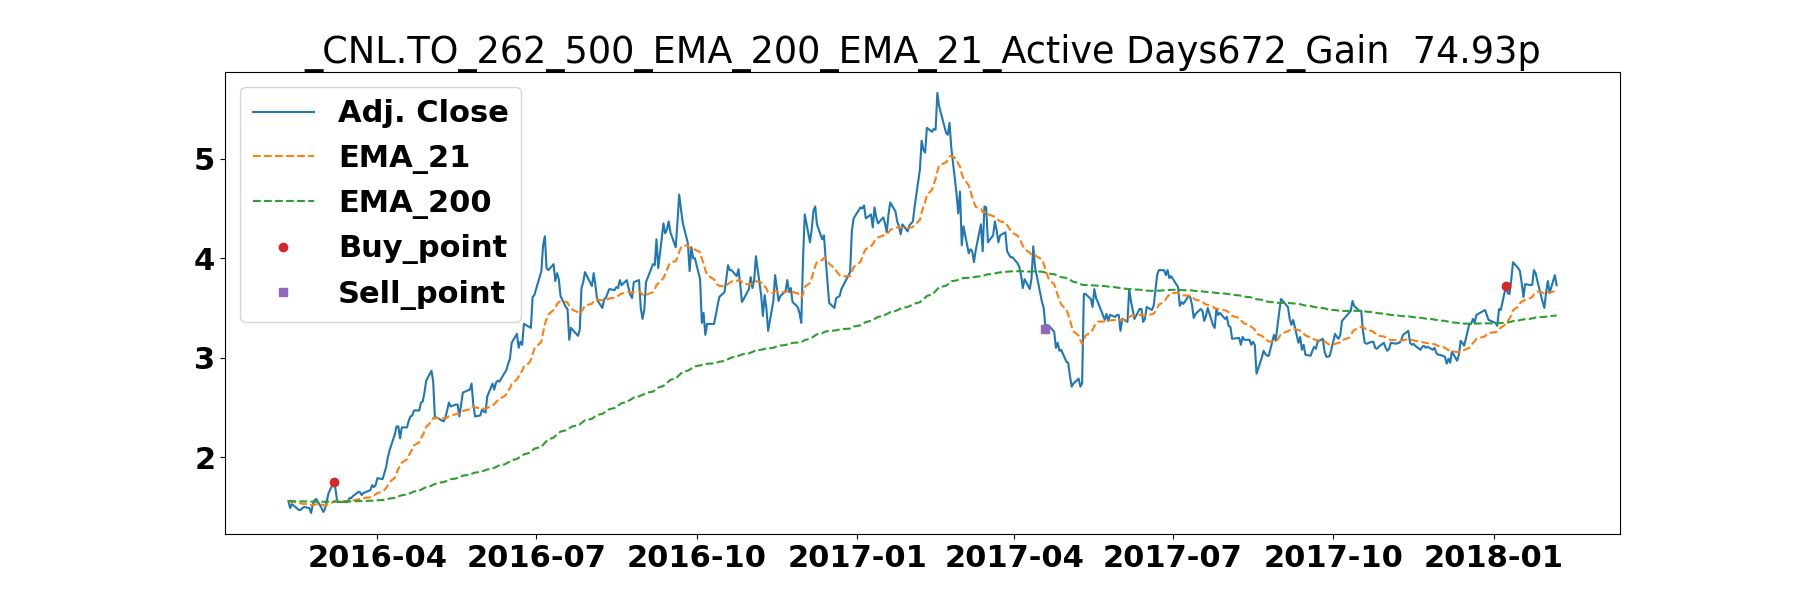 _CNL.TO_262_500_EMA_200_EMA_21_Active Days672_Gain  74.93p
Adj. Close
EMA_21
EMA_200
Buy_point
Sell_point
5
4
3
2
2016-04 2016-07 2016-10 2017-01 2017-04 2017-07 2017-10 2018-01